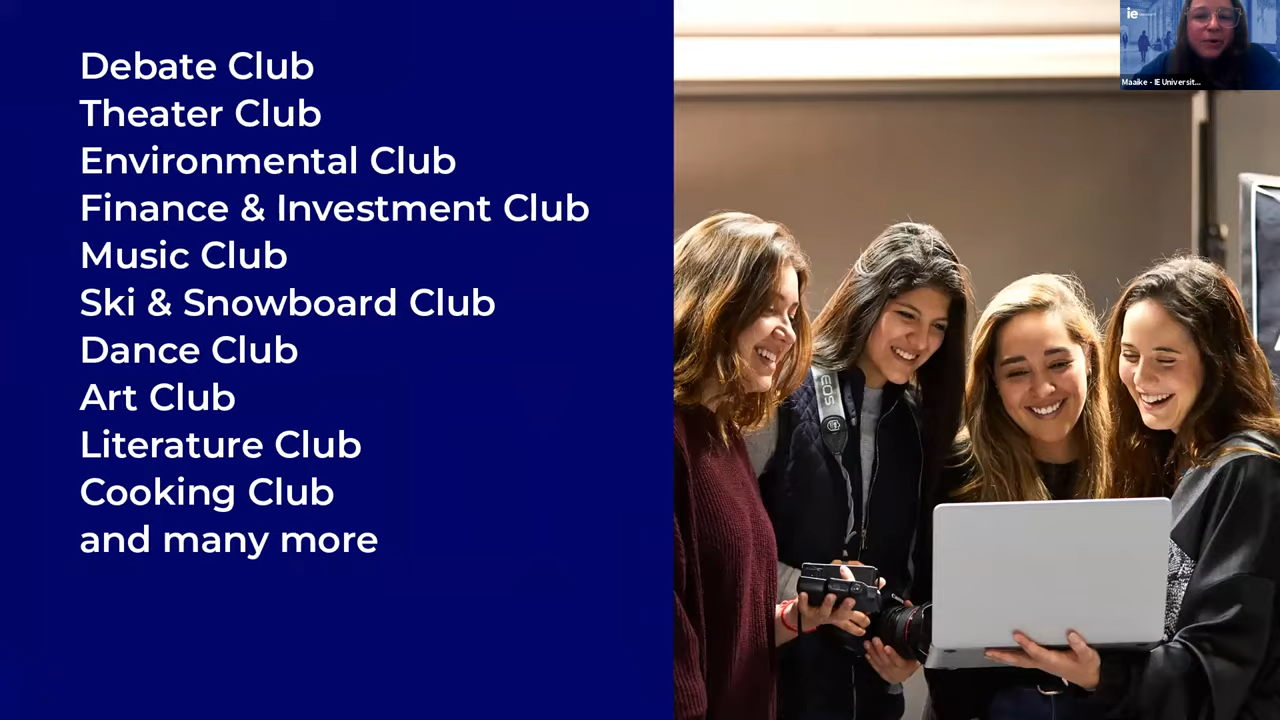 Debate Club
Theater Club
Environmental Club
Finance & Investment Club
Music Club
Ski & Snowboard Club
Dance Club
Art Club
Literature Club
Cooking Club
and many more
ie
Maaike - IE Universit...
EOS